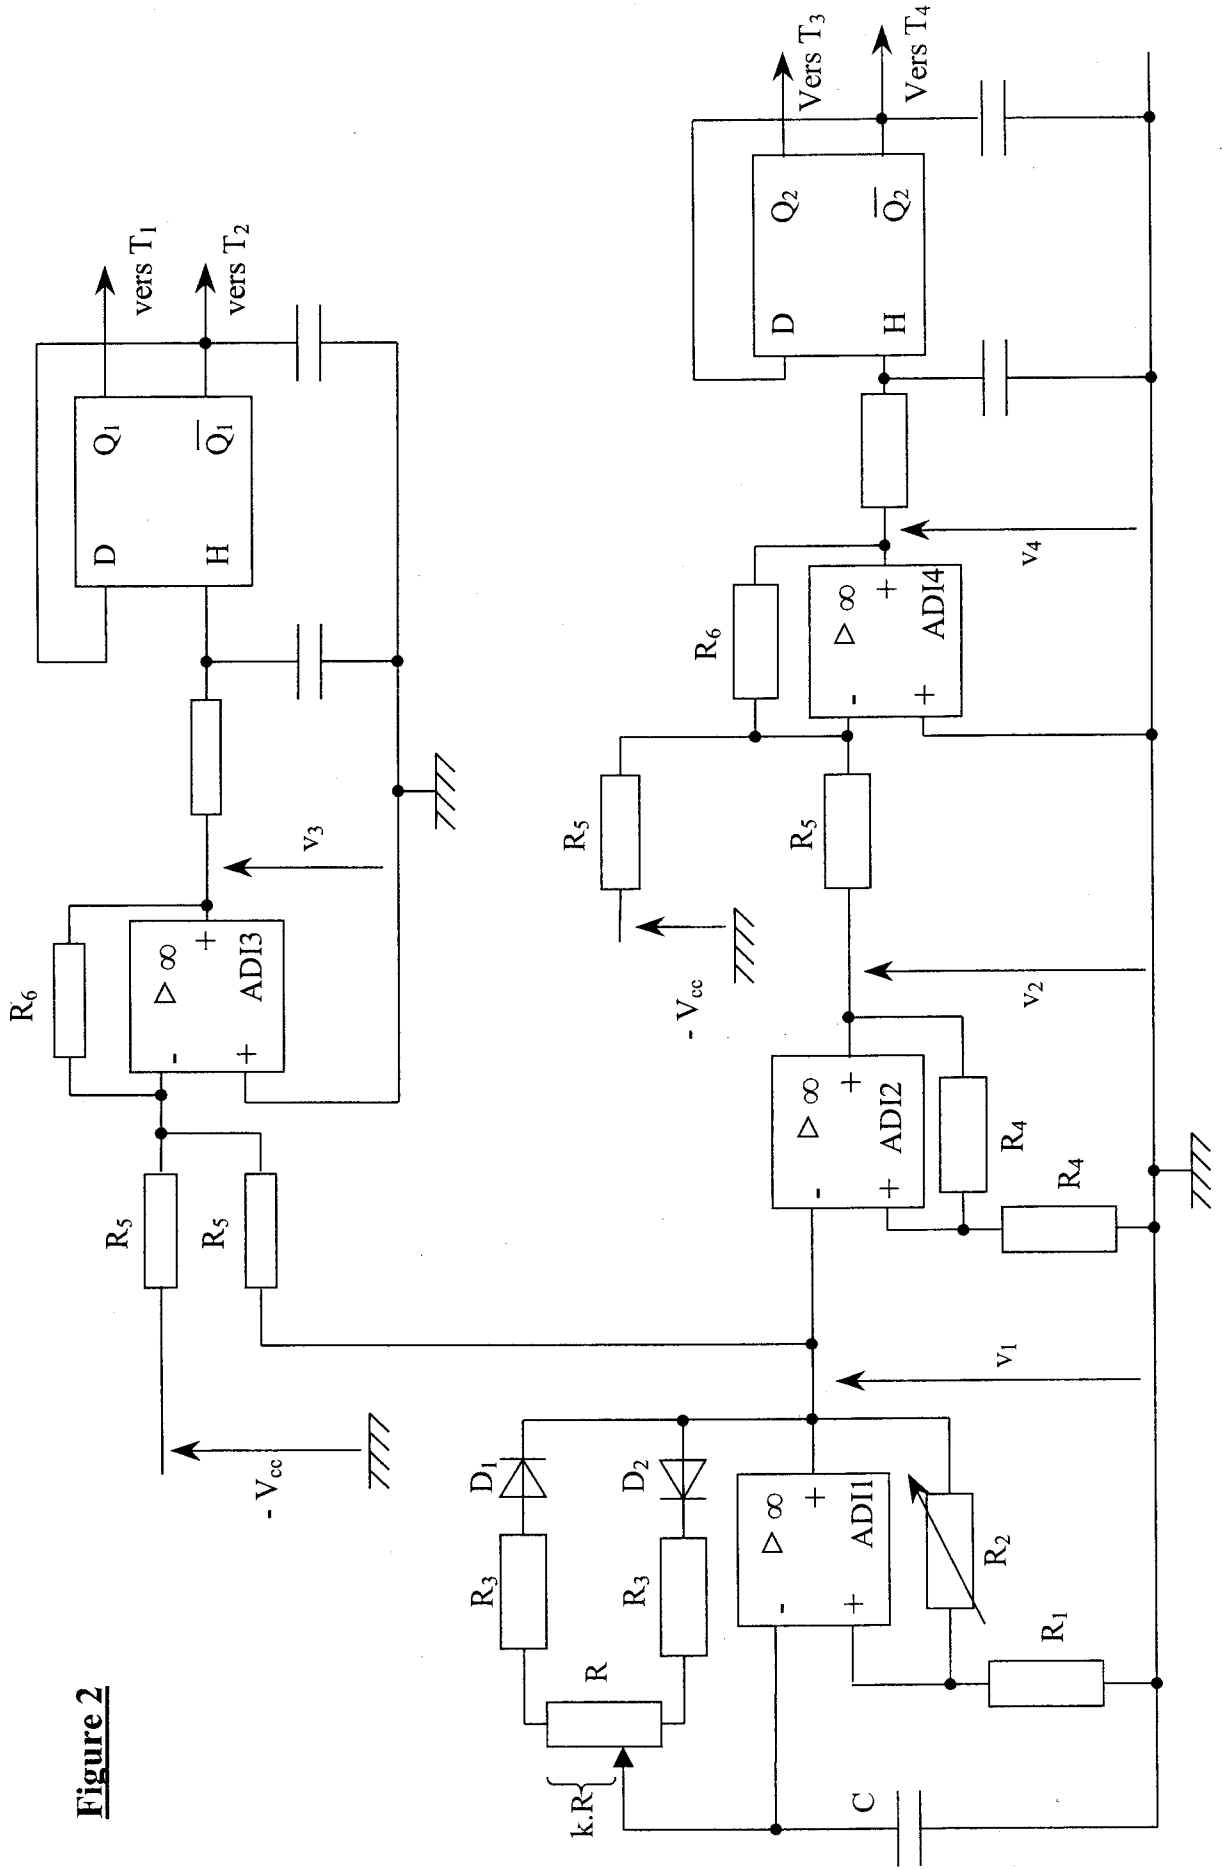 Figure 2
- Vcc
R5
R5
R6
-
+
▷ ∞
+
ADI3
v3
D
H
Q1
Q̅1
vers T1
vers T2
k.R
R
R3
R3
D1
D2
C
-
+
▷ ∞
+
ADI1
R1
R2
v1
-
+
▷ ∞
+
ADI2
R4
R4
v2
- Vcc
R5
R5
R6
-
+
▷ ∞
+
ADI4
v4
D
H
Q2
Q̅2
Vers T3
Vers T4